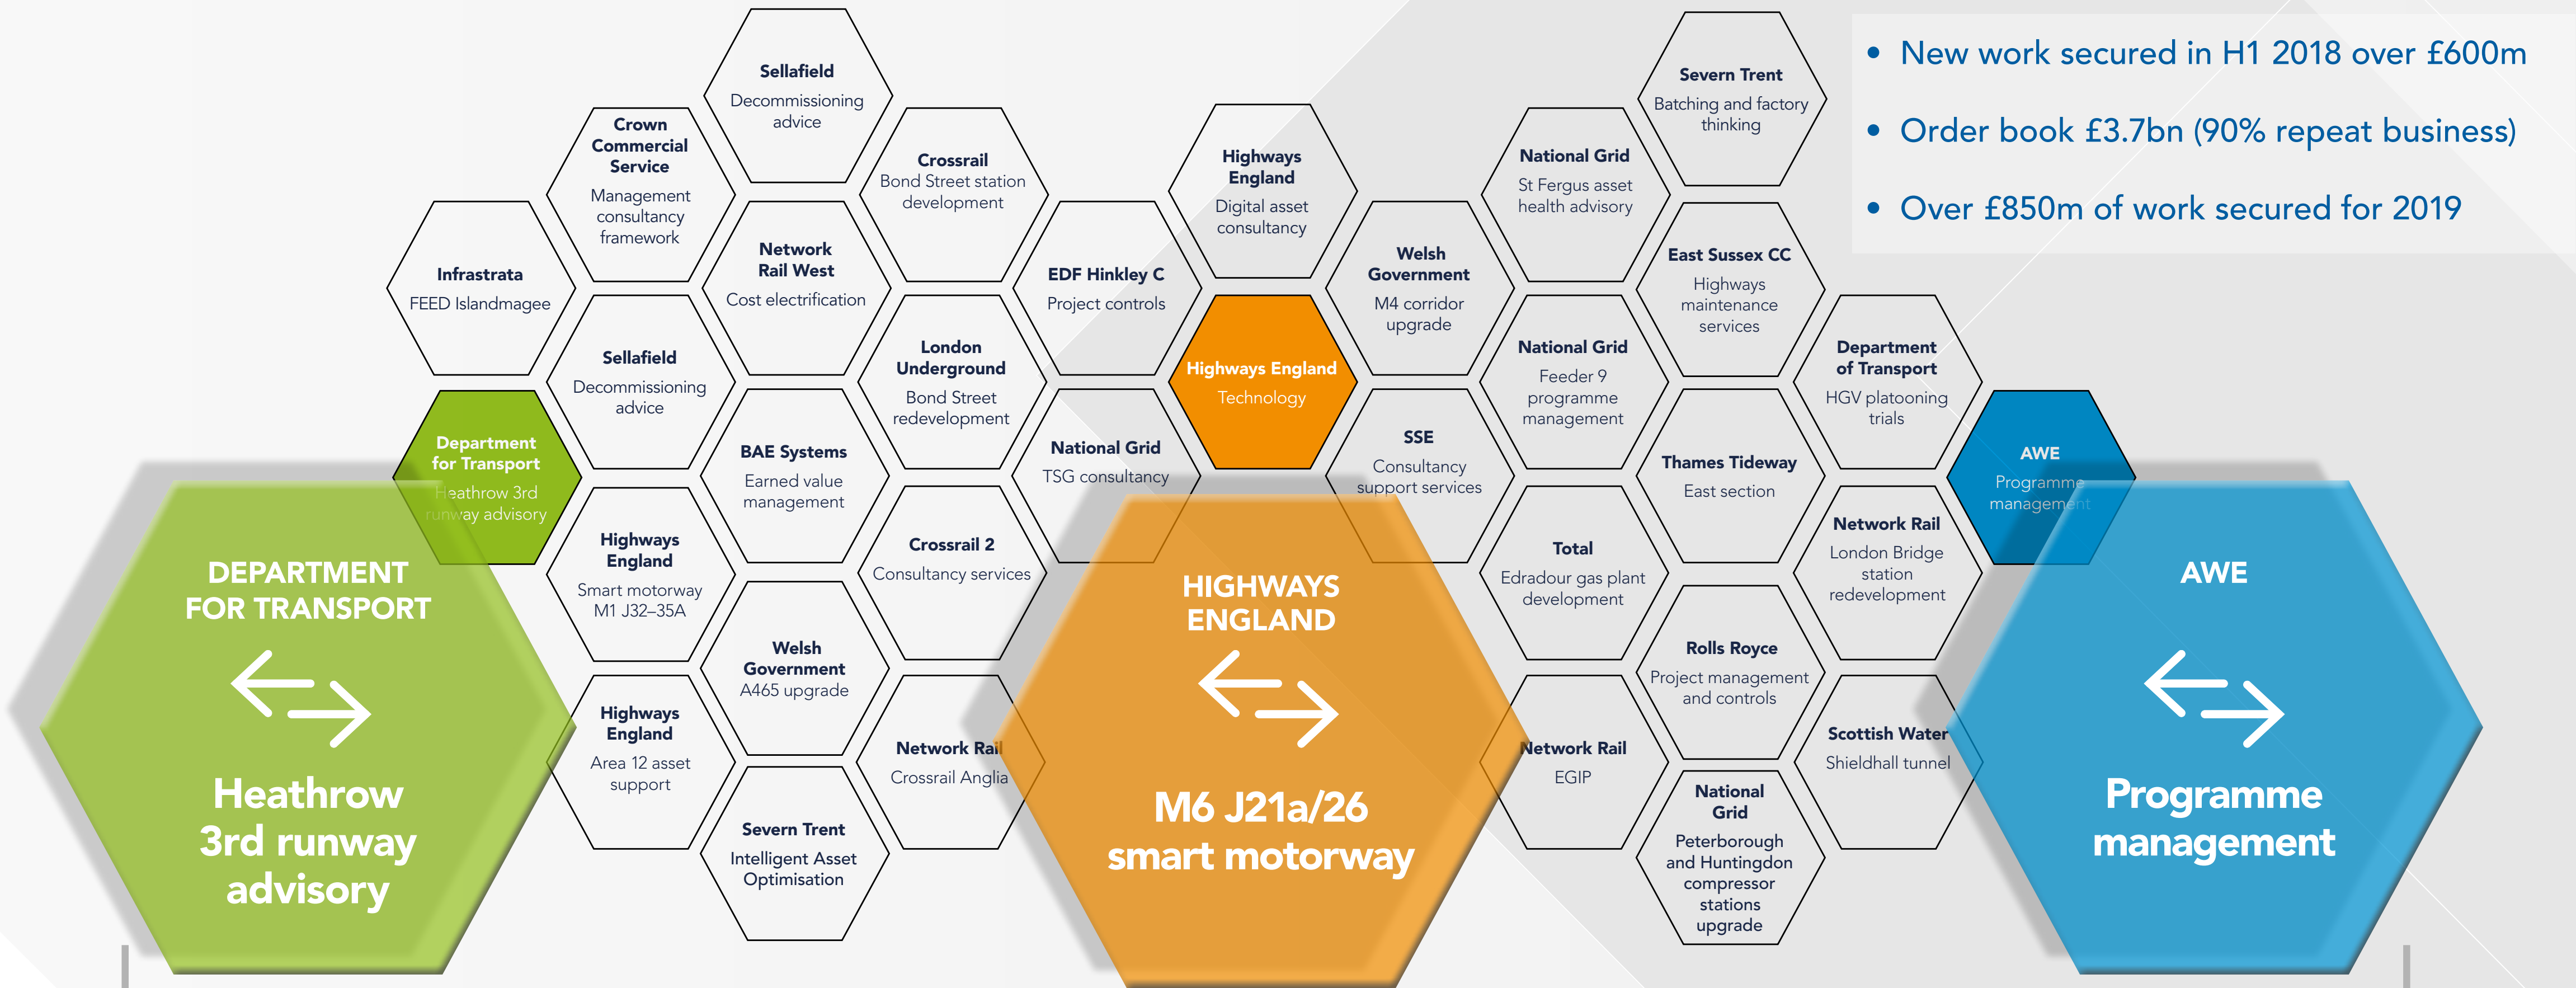 New work secured in H1 2018 over £600m
Order book £3.7bn (90% repeat business)
Over £850m of work secured for 2019
Infrastrata
FEED Islandmagee
Department
for Transport
Heathrow 3rd
runway advisory
Crown
Commercial
Service
Management
consultancy
framework
Sellafield
Decommissioning
advice
Highways
England
Smart motorway
M1 J32–35A
Highways
England
Area 12 asset
support
Sellafield
Decommissioning
advice
Network
Rail West
Cost electrification
BAE Systems
Earned value
management
Welsh
Government
A465 upgrade
Severn Trent
Intelligent Asset
Optimisation
Crossrail
Bond Street station
development
London
Underground
Bond Street
redevelopment
Crossrail 2
Consultancy services
Network Rail
Crossrail Anglia
EDF Hinkley C
Project controls
National Grid
TSG consultancy
Highways
England
Digital asset
consultancy
Highways England
Technology
Welsh
Government
M4 corridor
upgrade
SSE
Consultancy
support services
National Grid
St Fergus asset
health advisory
National Grid
Feeder 9
programme
management
Total
Edradour gas plant
development
Network Rail
EGIP
Severn Trent
Batching and factory
thinking
East Sussex CC
Highways
maintenance
services
Thames Tideway
East section
Rolls Royce
Project management
and controls
National
Grid
Peterborough
and Huntingdon
compressor
stations
upgrade
Department
of Transport
HGV platooning
trials
Network Rail
London Bridge
station
redevelopment
Scottish Water
Shieldhall tunnel
AWE
Programme
management
DEPARTMENT
FOR TRANSPORT
Heathrow
3rd runway
advisory
HIGHWAYS
ENGLAND
M6 J21a/26
smart motorway
AWE
Programme
management